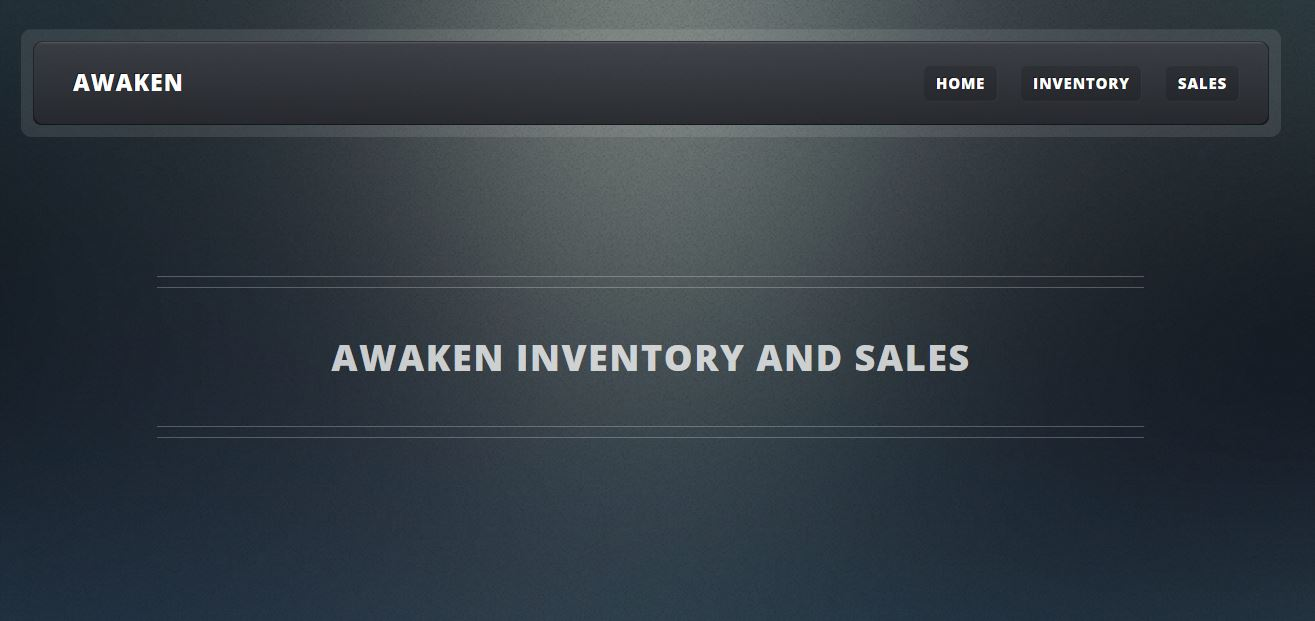 AWAKEN HOME INVENTORY SALES
AWAKEN INVENTORY AND SALES